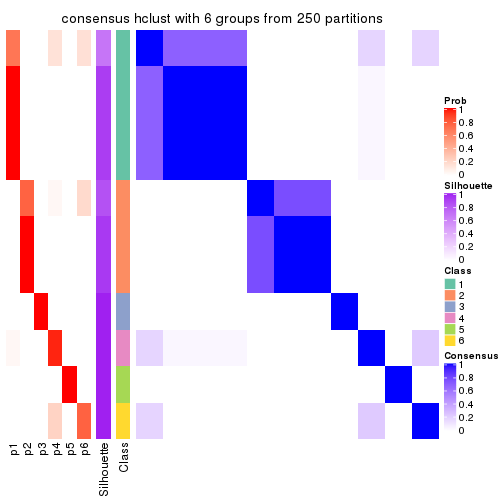 consensus hclust with 6 groups from 250 partitions
Prob
1
0.8
0.6
0.4
0.2
0
Silhouette
1
0.8
0.6
0.4
0.2
0
Class
1
2
3
4
5
6
Consensus
1
0.8
0.6
0.4
0.2
0
p1
p2
p3
p4
p5
p6
Silhouette
Class